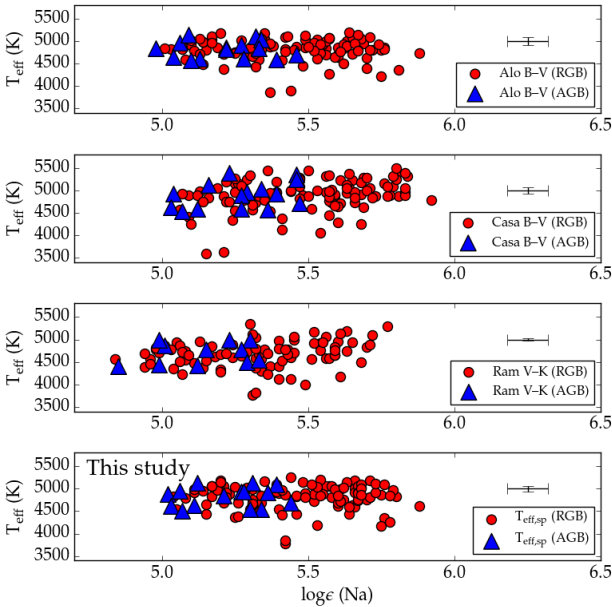 5500
5000
4500
4000
3500
T_eff (K)
Alo B–V (RGB)
Alo B–V (AGB)
5.0 5.5 6.0 6.5
5500
5000
4500
4000
3500
T_eff (K)
Casa B–V (RGB)
Casa B–V (AGB)
5.0 5.5 6.0 6.5
5500
5000
4500
4000
3500
T_eff (K)
Ram V–K (RGB)
Ram V–K (AGB)
5.0 5.5 6.0 6.5
This study
5500
5000
4500
4000
3500
T_eff (K)
T_eff,sp (RGB)
T_eff,sp (AGB)
5.0 5.5 6.0 6.5
logϵ (Na)